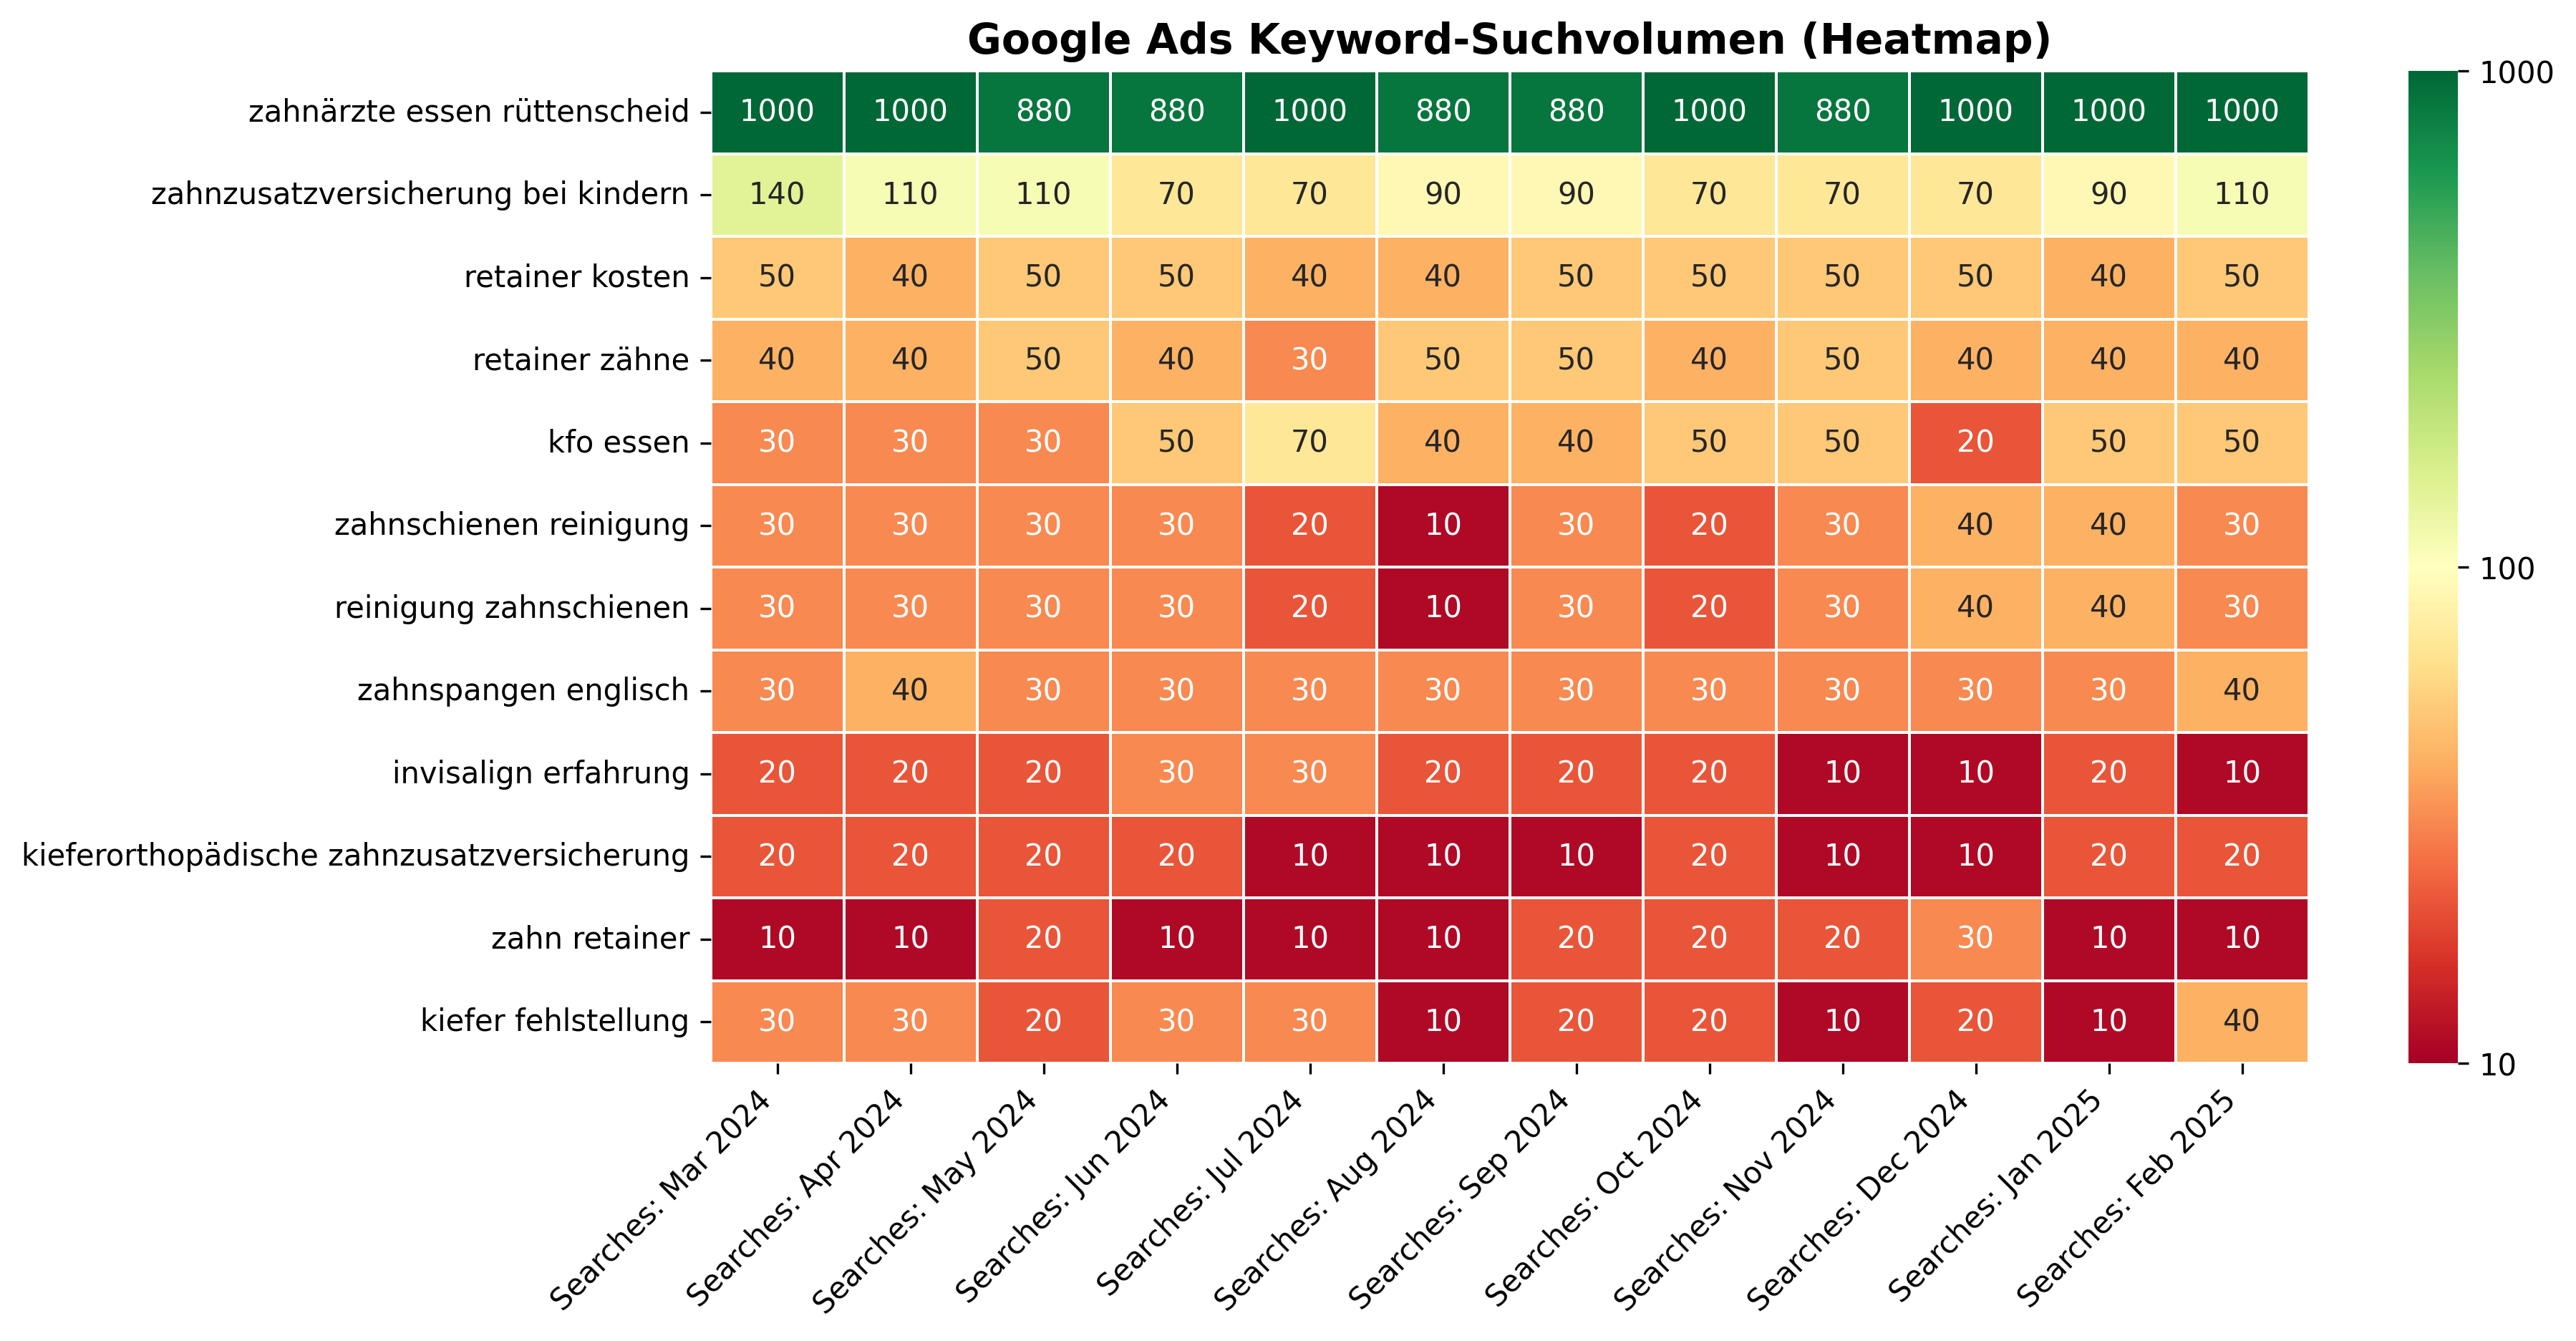 Google Ads Keyword-Suchvolumen (Heatmap)
zahnärzte essen rüttenscheid 1000 1000 880 880 1000 880 880 1000 880 1000 1000 1000
zahnzusatzversicherung bei kindern 140 110 110 70 70 90 90 70 70 70 90 110
retainer kosten 50 40 50 50 40 40 50 50 50 50 40 50
retainer zähne 40 40 50 40 30 50 50 40 50 40 40 40
kfo essen 30 30 30 50 70 40 40 50 50 20 50 50
zahnschienen reinigung 30 30 30 30 20 10 30 20 30 40 40 30
reinigung zahnschienen 30 30 30 30 20 10 30 20 30 40 40 30
zahnspangen englisch 30 40 30 30 30 30 30 30 30 30 30 40
invisalign erfahrung 20 20 20 30 30 20 20 20 10 10 20 10
kieferorthopädische zahnzusatzversicherung 20 20 20 20 10 10 10 20 10 10 20 20
zahn retainer 10 10 20 10 10 10 20 20 20 30 10 10
kiefer fehlstellung 30 30 20 30 30 10 20 20 10 20 10 40
Searches: Mar 2024
Searches: Apr 2024
Searches: May 2024
Searches: Jun 2024
Searches: Jul 2024
Searches: Aug 2024
Searches: Sep 2024
Searches: Oct 2024
Searches: Nov 2024
Searches: Dec 2024
Searches: Jan 2025
Searches: Feb 2025
1000
100
10